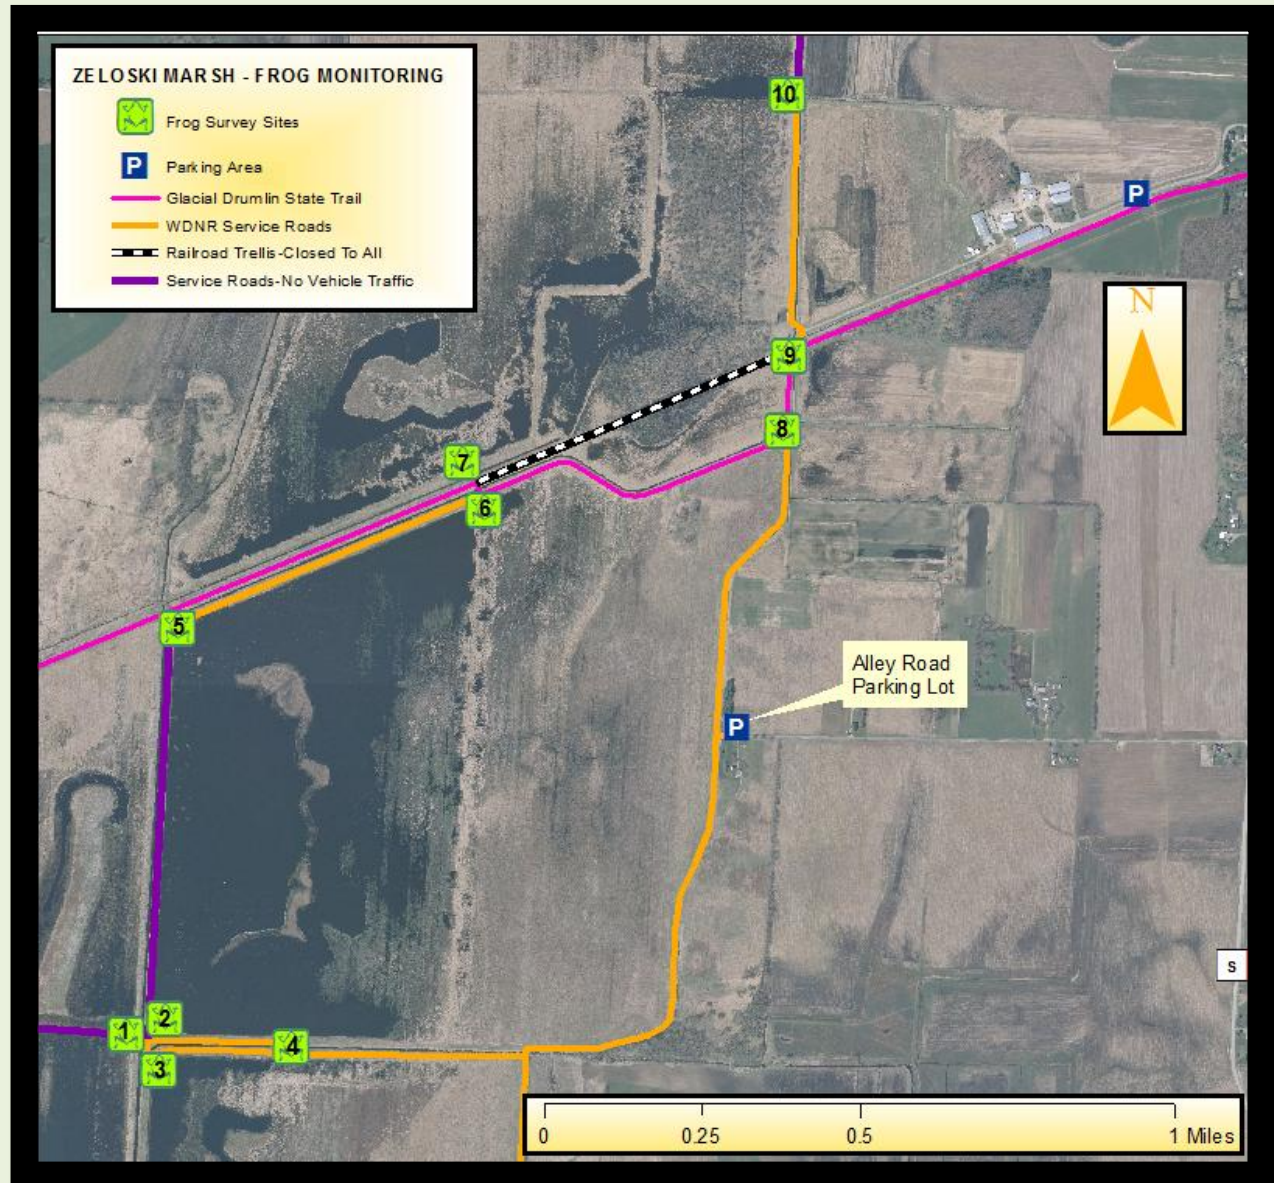 ZELOSKI MARSH - FROG MONITORING
Frog Survey Sites
P
Parking Area
Glacial Drumlin State Trail
WDNR Service Roads
Railroad Trellis-Closed To All
Service Roads-No Vehicle Traffic
10
P
N
9
8
7
6
5
Alley Road
Parking Lot
P
S
2
1
4
3
0 0.25 0.5 1 Miles